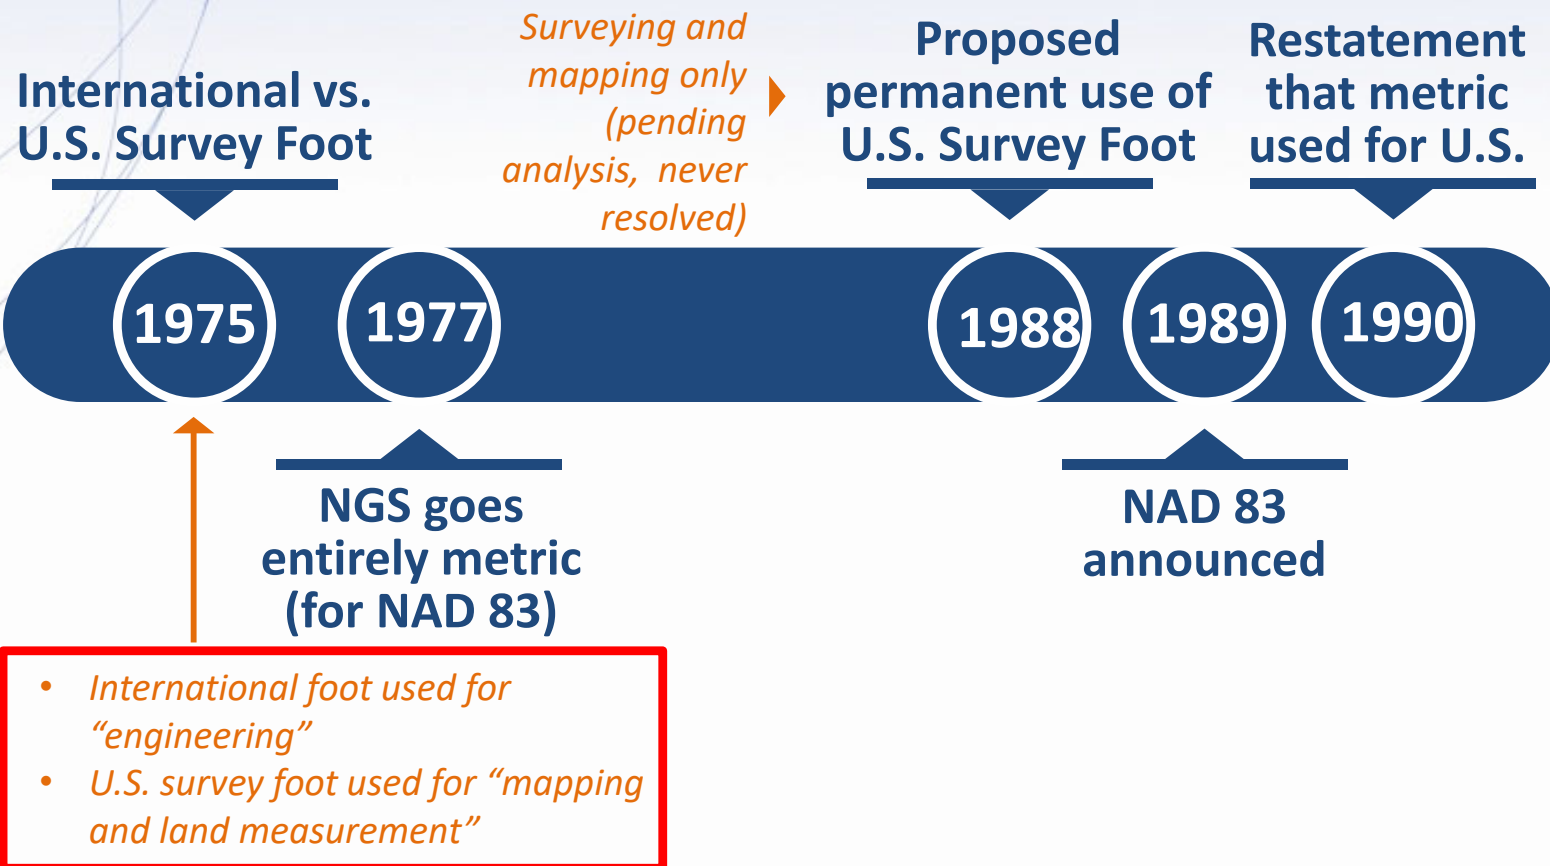 International vs.
U.S. Survey Foot
Surveying and
mapping only
(pending
analysis, never
resolved)
Proposed
permanent use of
U.S. Survey Foot
Restatement
that metric
used for U.S.
1975
1977
1988
1989
1990
NGS goes
entirely metric
(for NAD 83)
NAD 83
announced
• International foot used for
“engineering”
• U.S. survey foot used for “mapping
and land measurement”